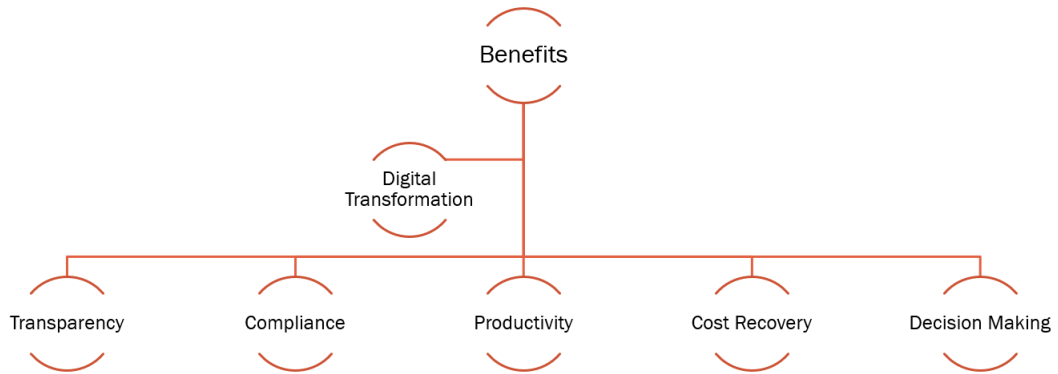 Benefits
Digital
Transformation
Transparency
Compliance
Productivity
Cost Recovery
Decision Making